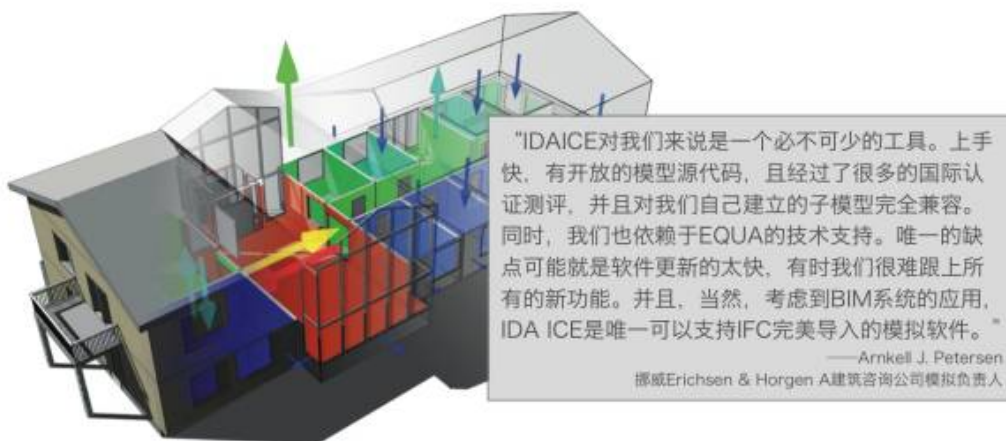 “IDAICE对我们来说是一个必不可少的工具。上手
快，有开放的模型源代码，且经过了很多的国际认
证测评，并且对我们自己建立的子模型完全兼容。
同时，我们也依赖于EQUA的技术支持。唯一的缺
点可能就是软件更新的太快，有时我们很难跟上所
有的新功能。并且，当然，考虑到BIM系统的应用，
IDA ICE是唯一可以支持IFC完美导入的模拟软件。”
——Arnkell J. Petersen
挪威Erichsen & Horgen A建筑咨询公司模拟负责人